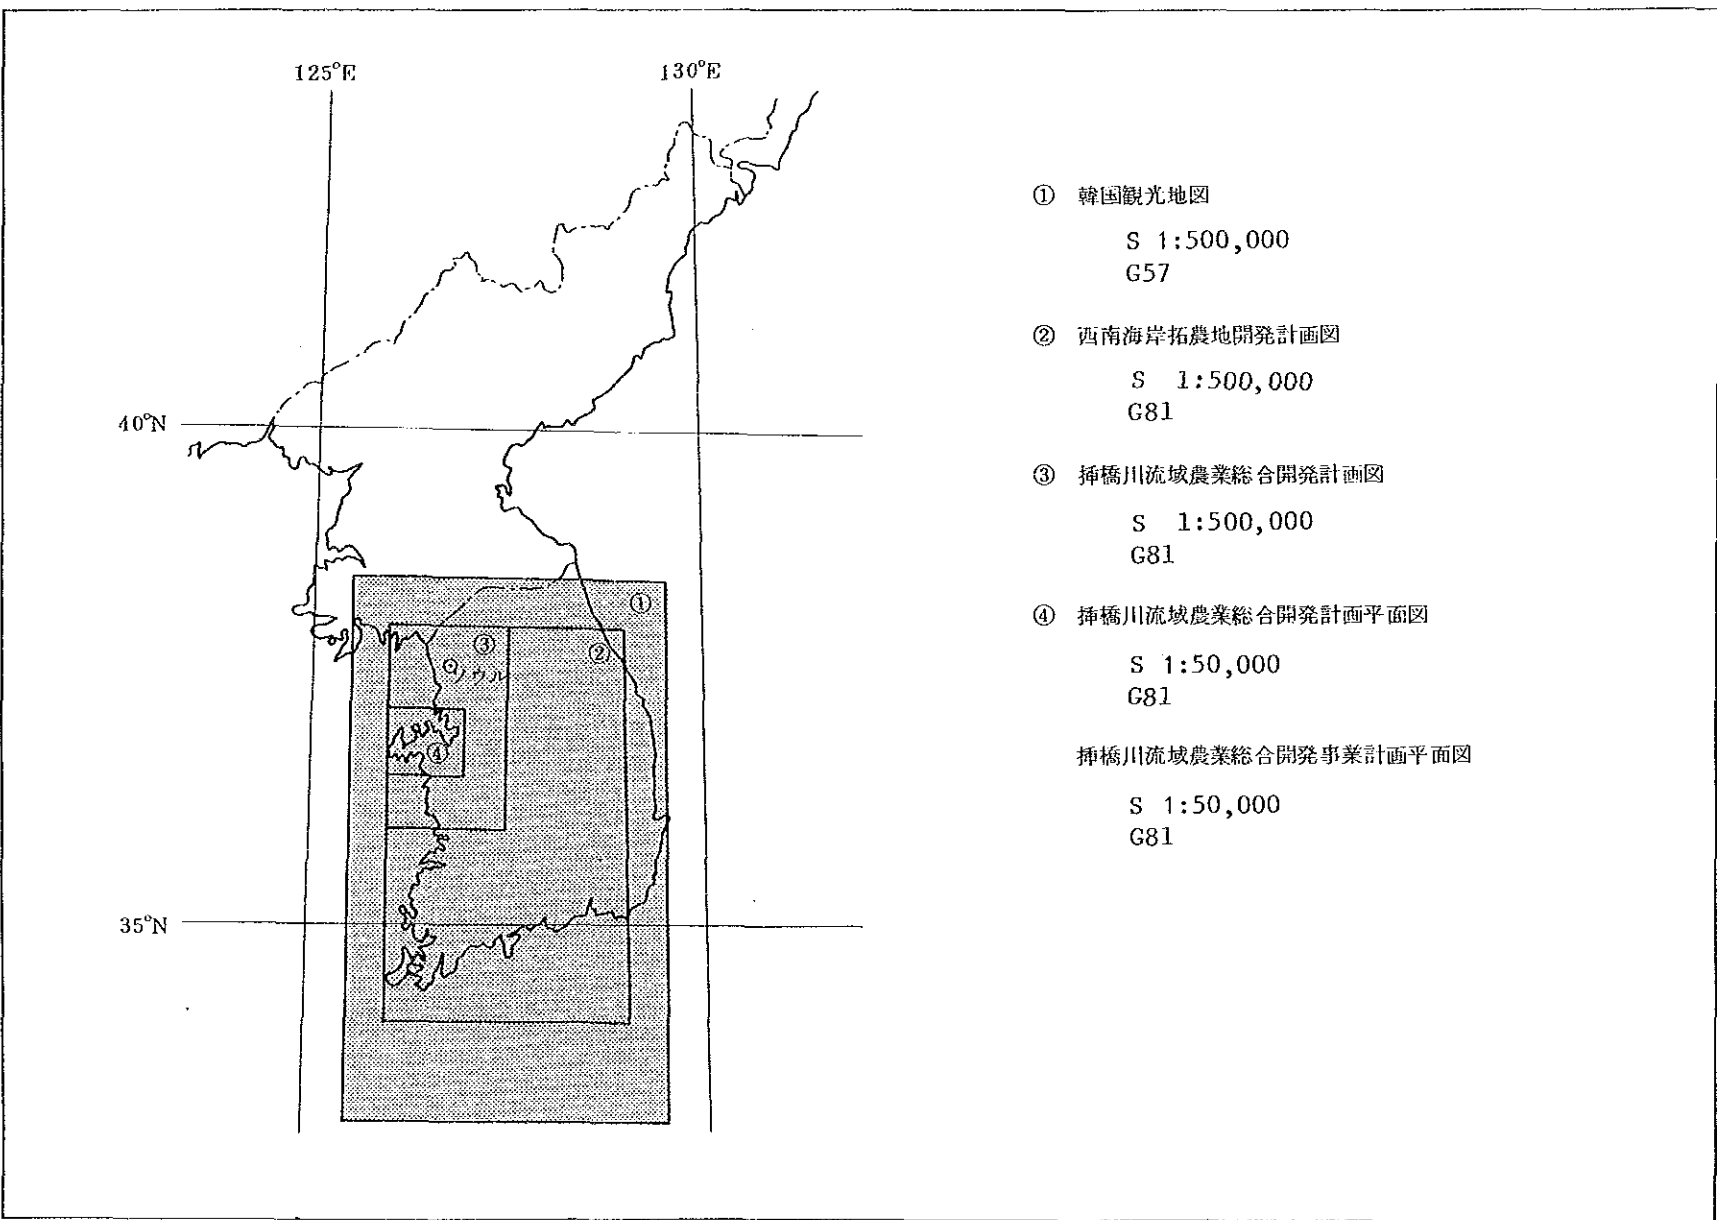 125°E
130°E
40°N
35°N
①
③
②
ソウル
④
① 韓国観光地図
S 1:500,000
G57
② 西南海岸拓農地開発計画図
S 1:500,000
G81
③ 挿橋川流域農業総合開発計画図
S 1:500,000
G81
④ 挿橋川流域農業総合開発計画平面図
S 1:50,000
G81
挿橋川流域農業総合開発事業計画平面図
S 1:50,000
G81